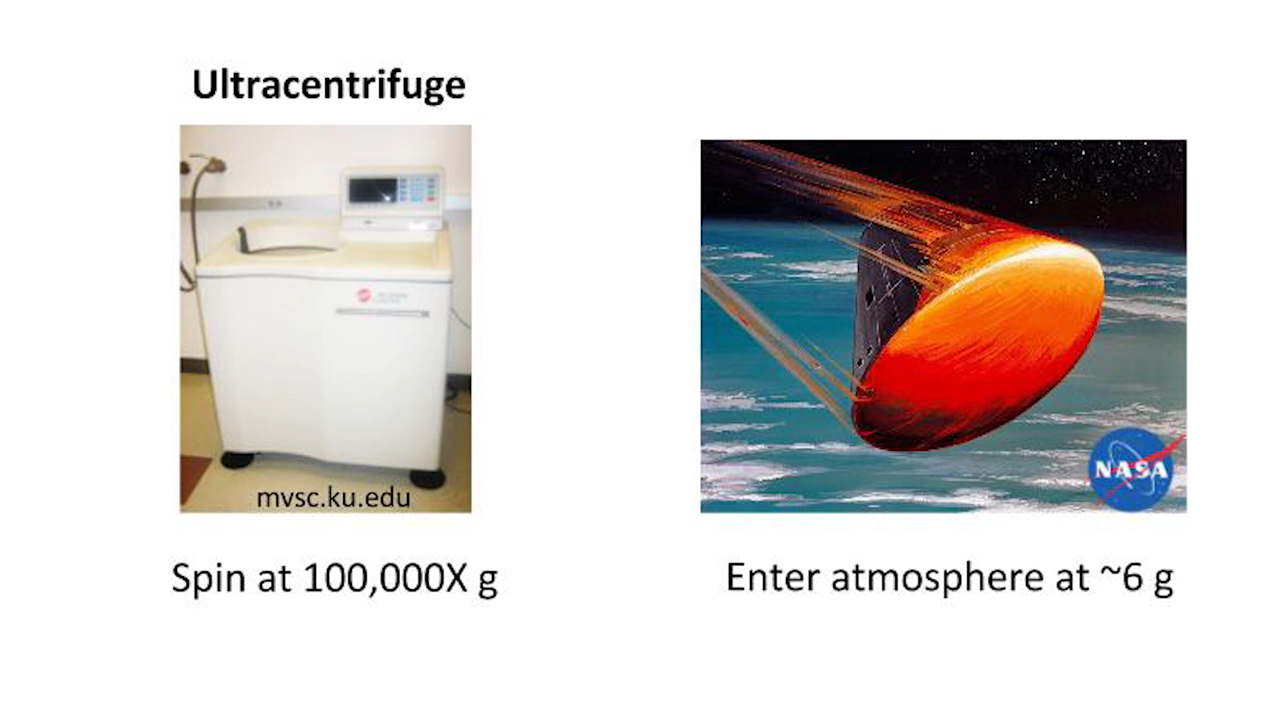 Ultracentrifuge
mvsc.ku.edu
NASA
Spin at 100,000X g
Enter atmosphere at ~6 g